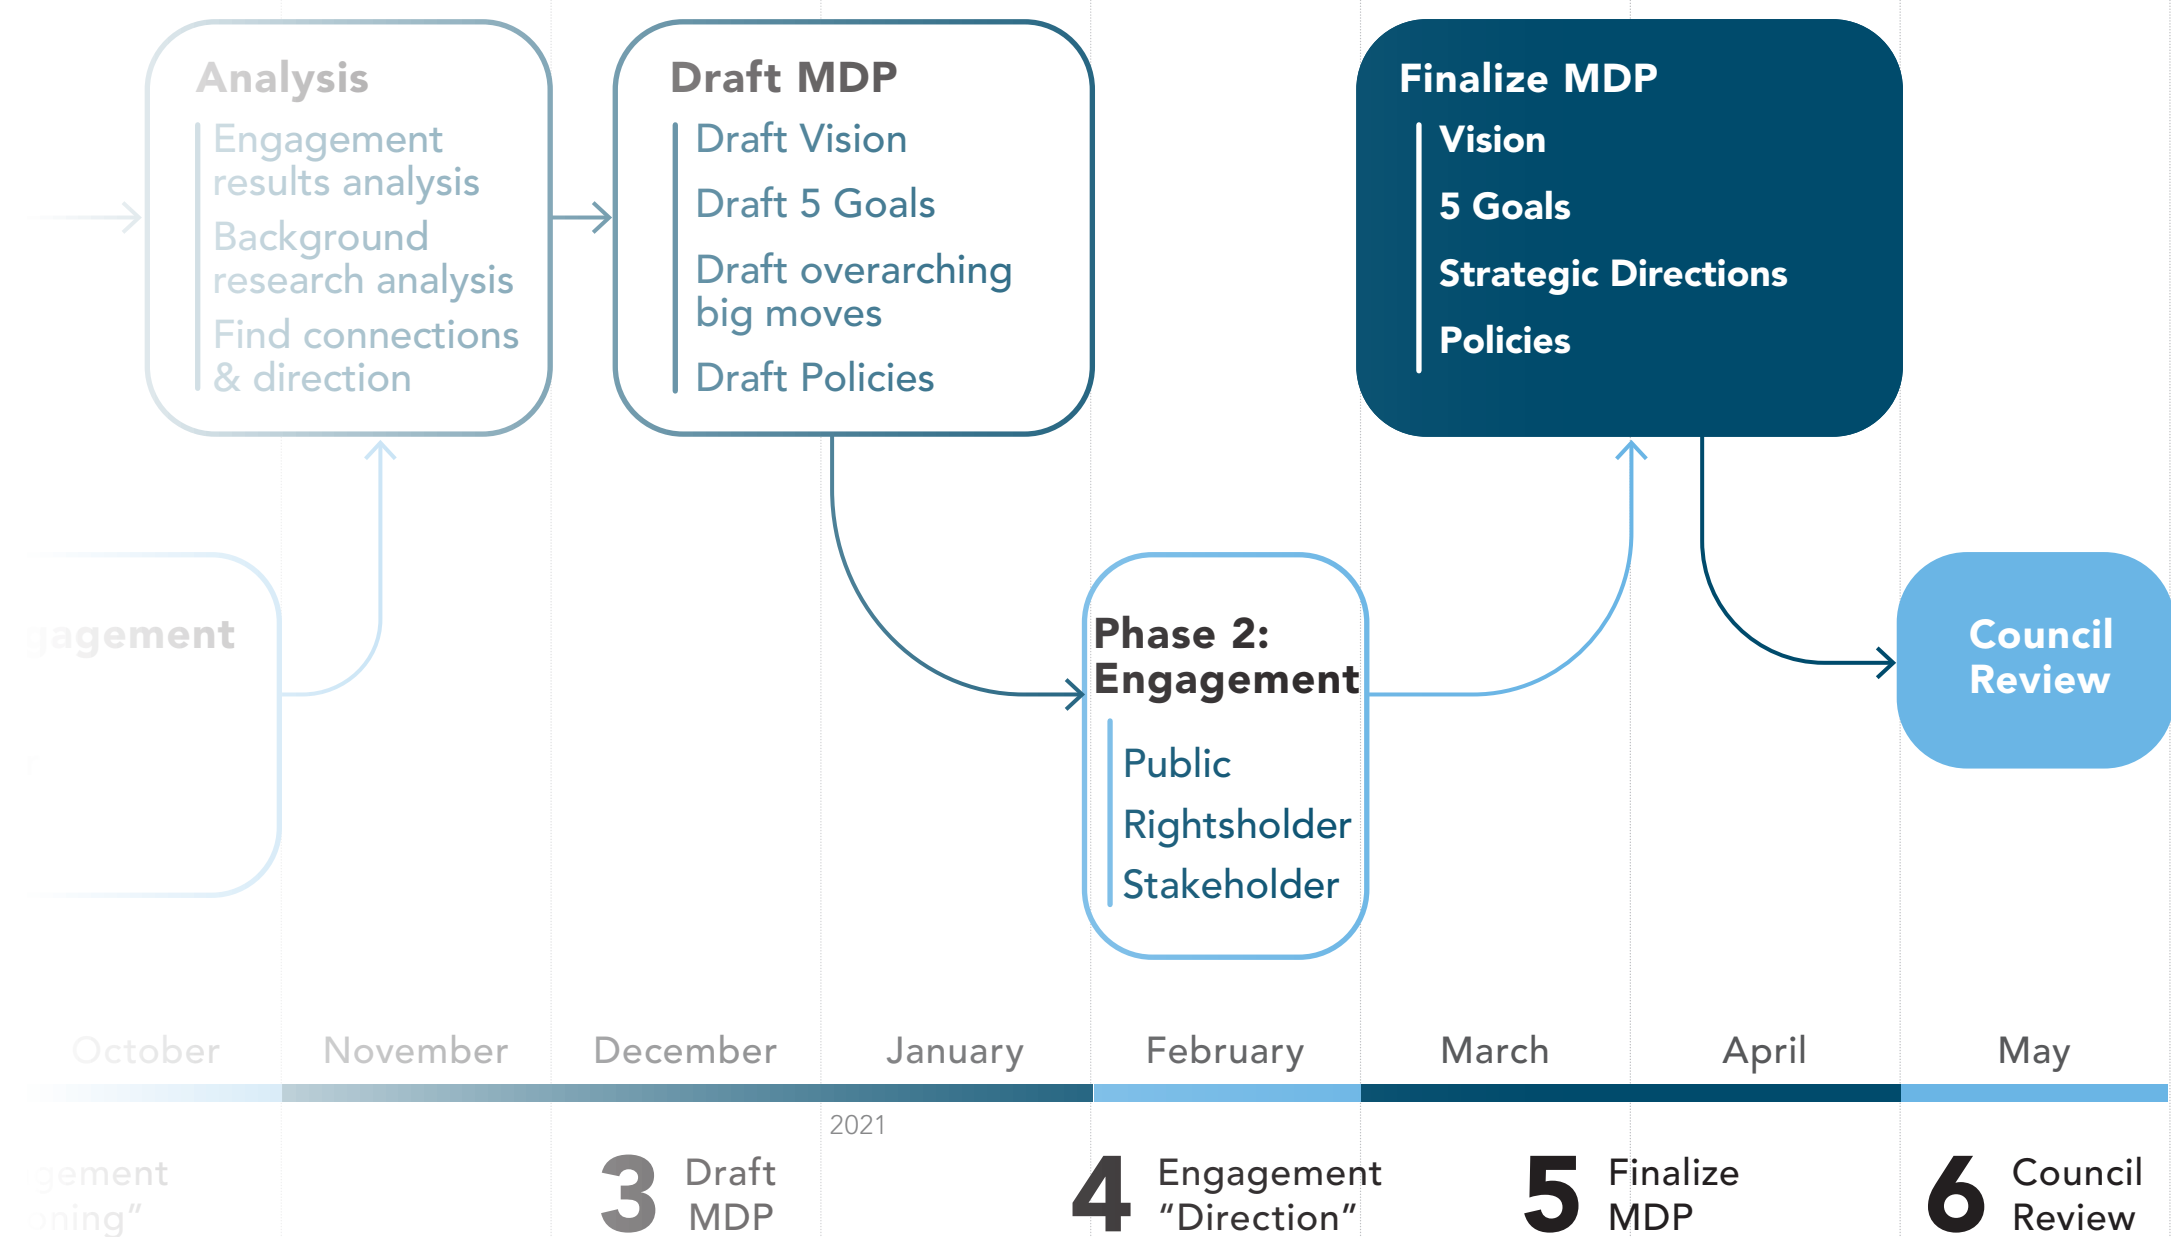 Analysis
Engagement
results analysis
Background
research analysis
Find connections
& direction
Draft MDP
Draft Vision
Draft 5 Goals
Draft overarching
big moves
Draft Policies
Finalize MDP
Vision
5 Goals
Strategic Directions
Policies
gagement
Phase 2:
Engagement
Public
Rightsholder
Stakeholder
Council
Review
October
November
December
January
February
March
April
May
2021
gement
oning"
3 Draft
MDP
4 Engagement
“Direction”
5 Finalize
MDP
6 Council
Review